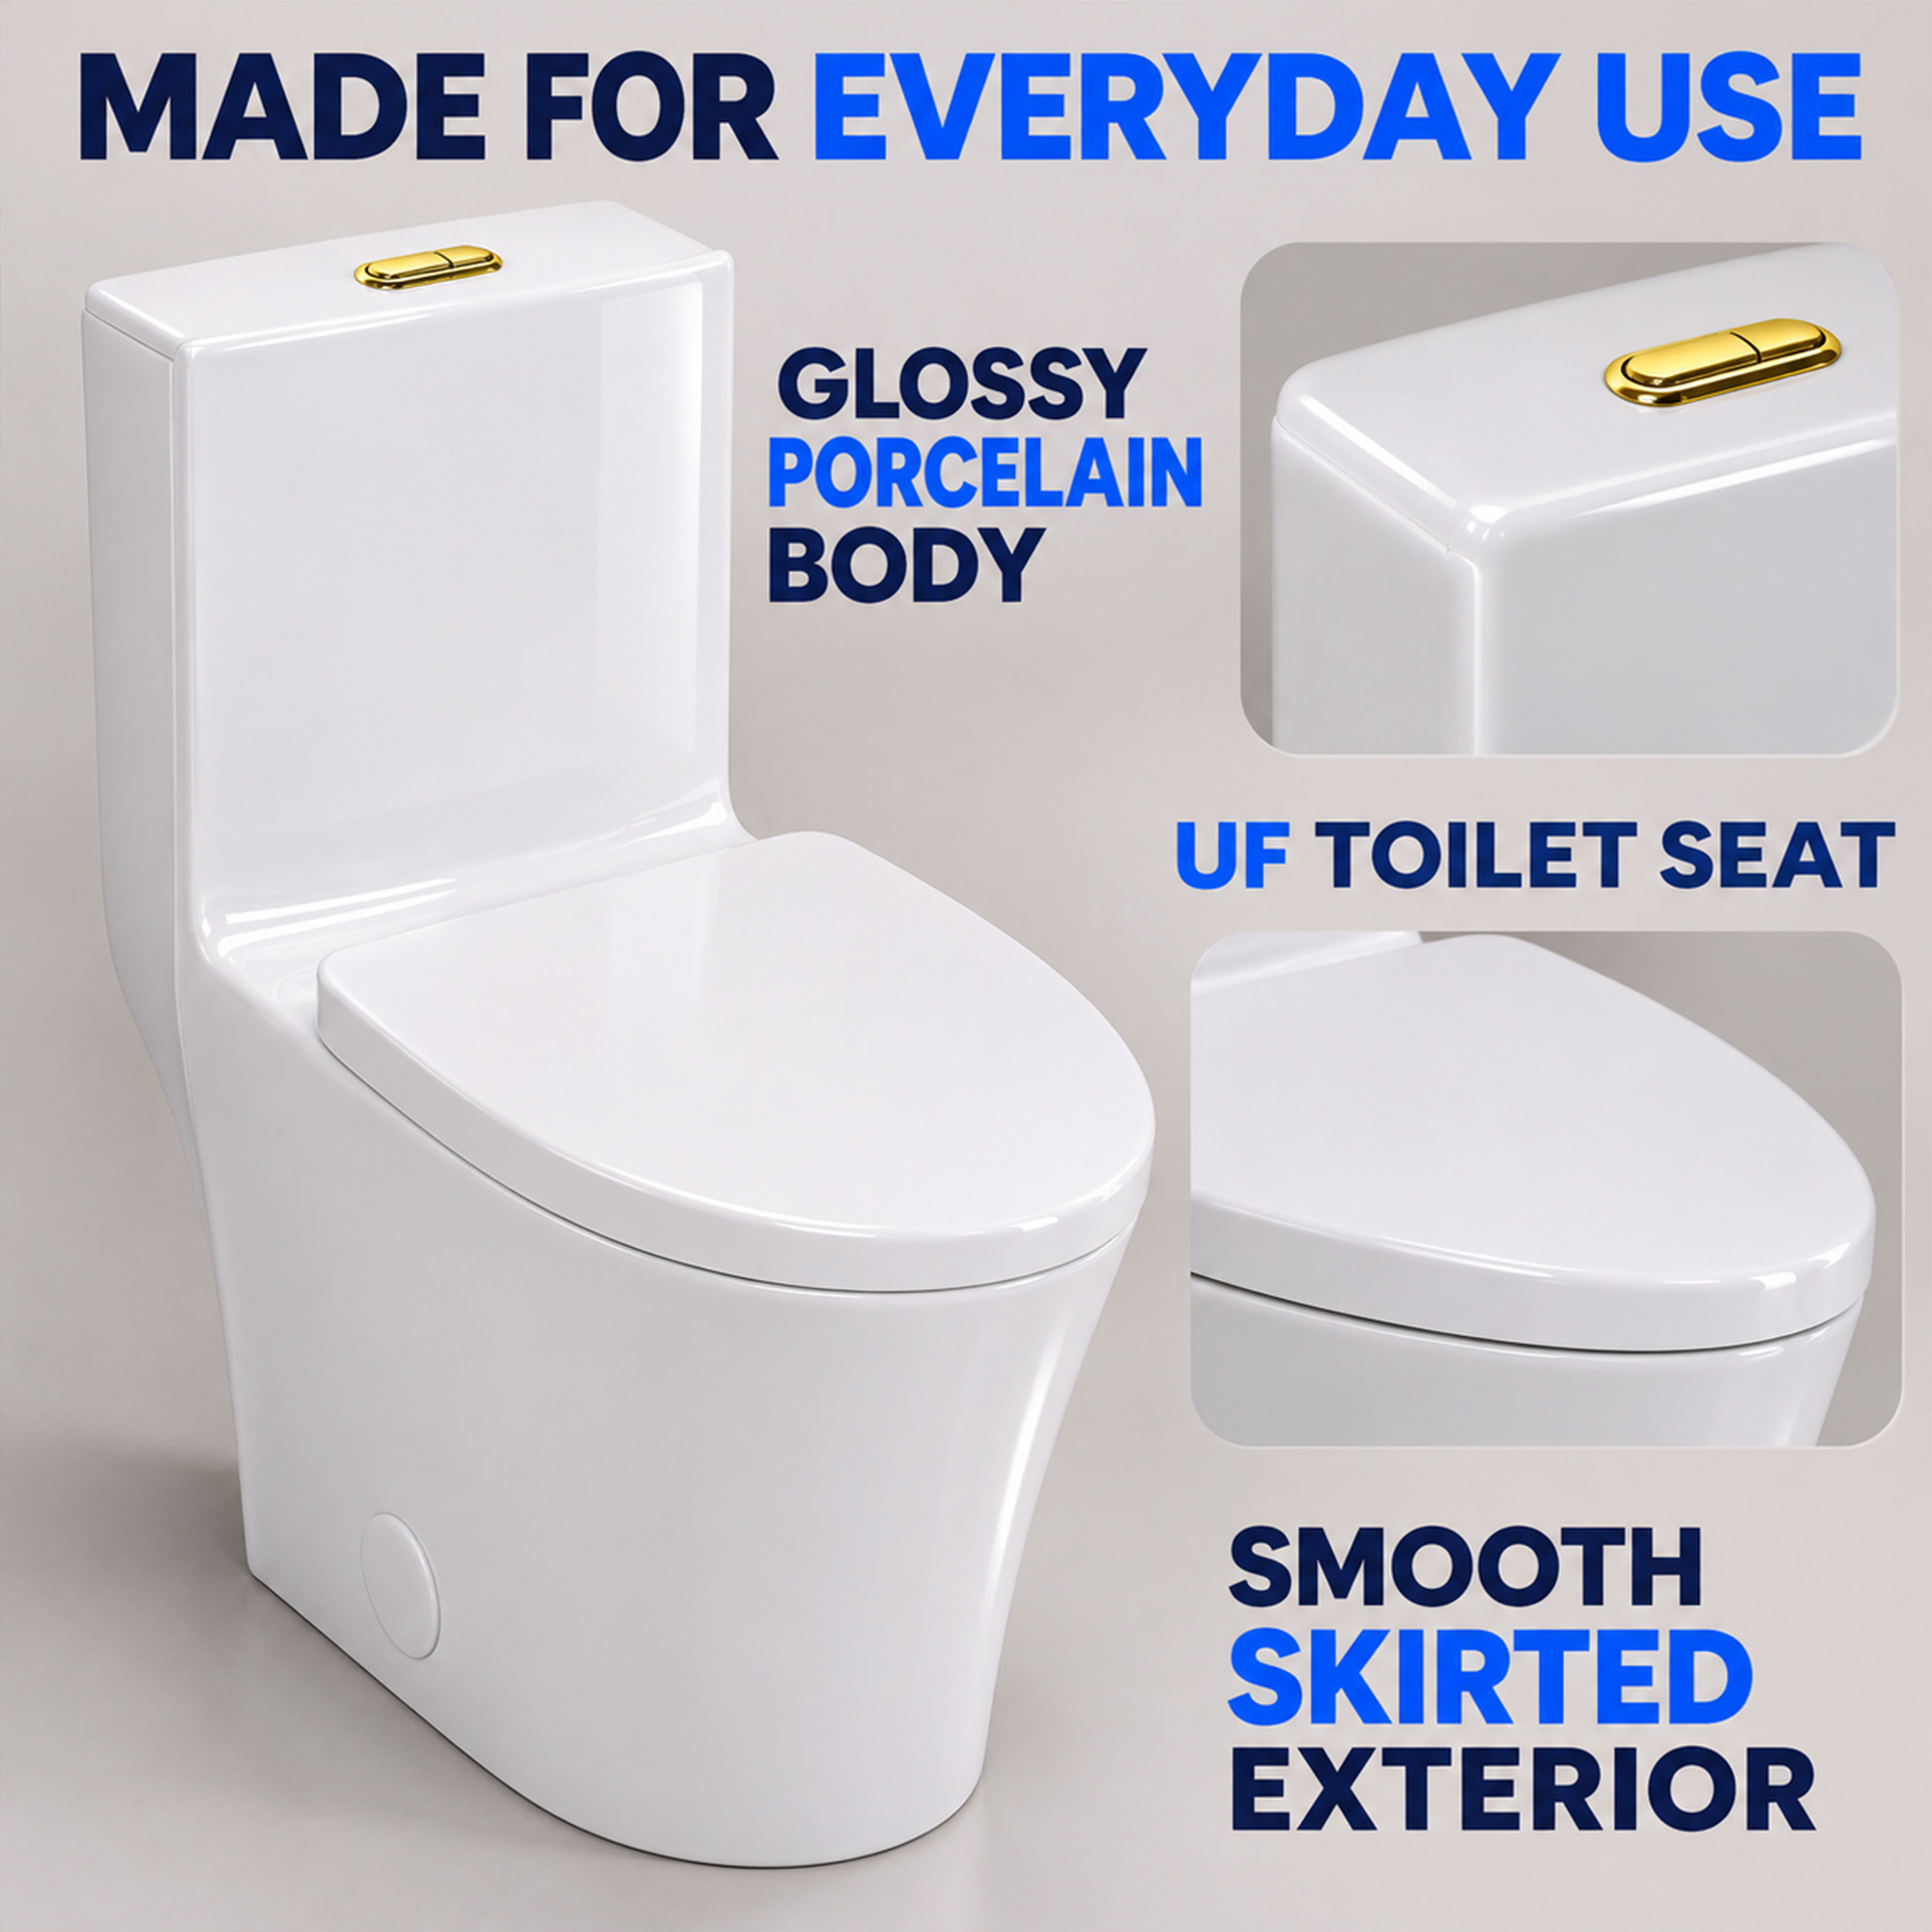 MADE FOR EVERYDAY USE
GLOSSY
PORCELAIN
BODY
UF TOILET SEAT
SMOOTH
SKIRTED
EXTERIOR